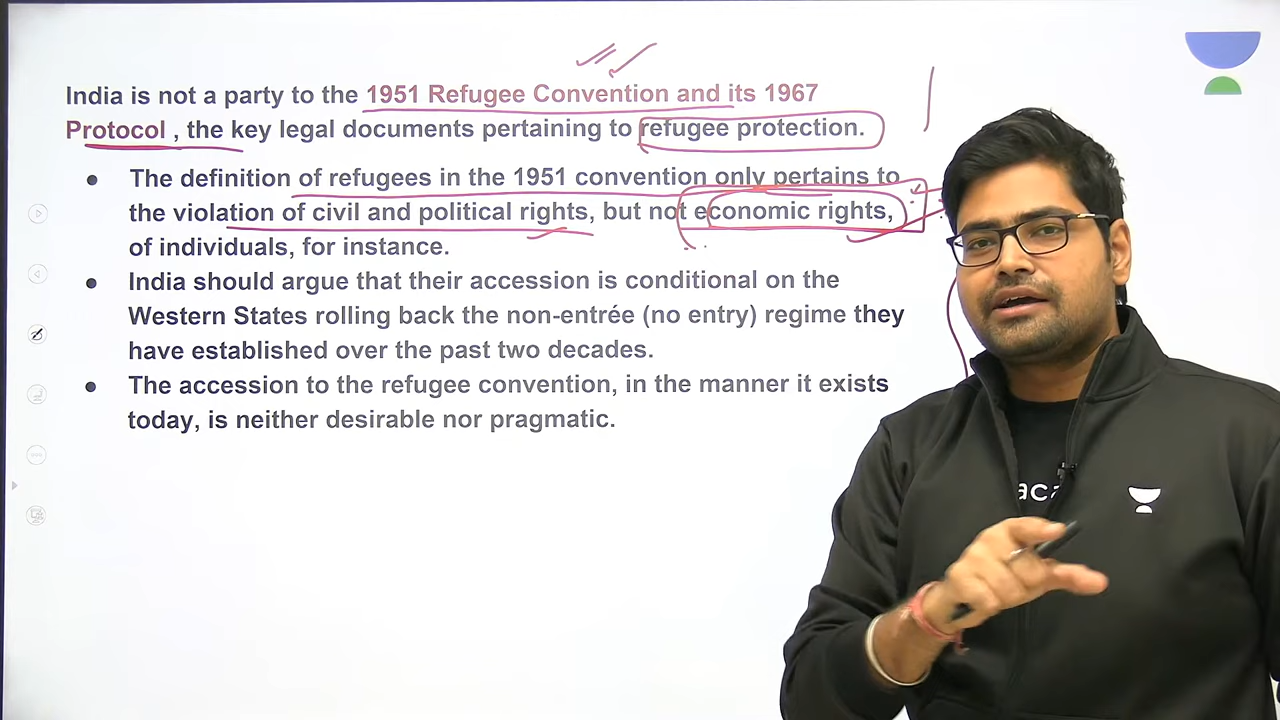 India is not a party to the 1951 Refugee Convention and its 1967
Protocol , the key legal documents pertaining to refugee protection.
● The definition of refugees in the 1951 convention only pertains to
the violation of civil and political rights, but not economic rights,
of individuals, for instance.
● India should argue that their accession is conditional on the
Western States rolling back the non-entrée (no entry) regime they
have established over the past two decades.
● The accession to the refugee convention, in the manner it exists
today, is neither desirable nor pragmatic.
aca